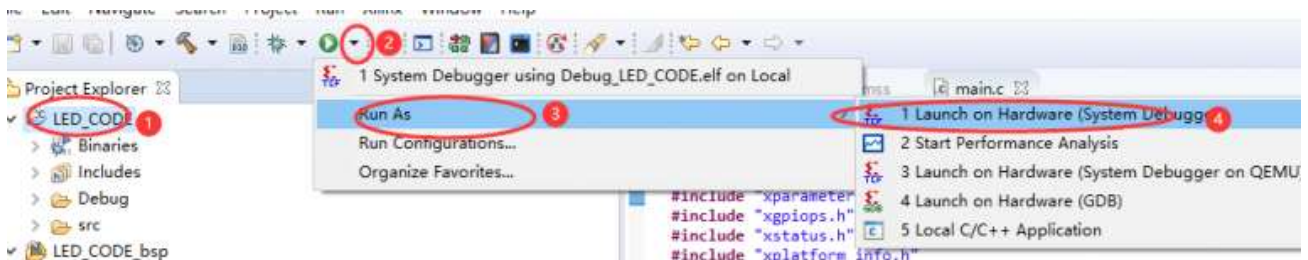 Edit Navigate Search Project Run Xilinx Window Help
2
1 System Debugger using Debug_LED_CODE.elf on Local
Project Explorer
main.c
LED_CODE 1
Run As 3
1 Launch on Hardware (System Debugge 4
Binaries
Run Configurations...
2 Start Performance Analysis
Includes
Organize Favorites...
3 Launch on Hardware (System Debugger on QEMU)
Debug
#include "xparameter
4 Launch on Hardware (GDB)
src
#include "xgpiops.h"
#include "xstatus.h"
5 Local C/C++ Application
LED_CODE_bsp
#include "xplatform_info.h"